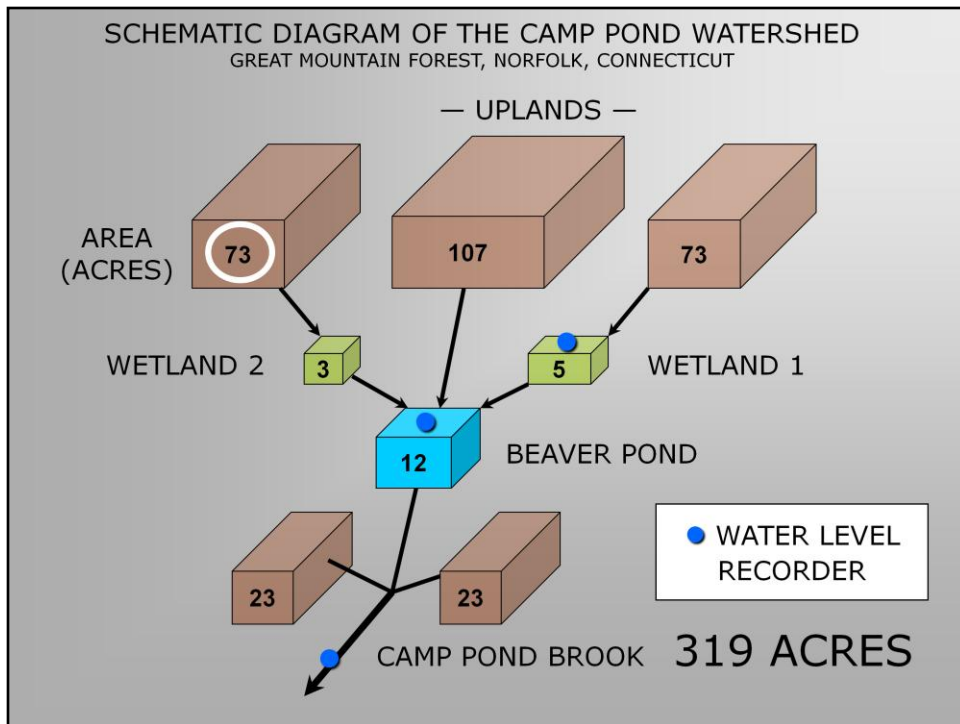 SCHEMATIC DIAGRAM OF THE CAMP POND WATERSHED
GREAT MOUNTAIN FOREST, NORFOLK, CONNECTICUT
— UPLANDS —
AREA
(ACRES)
73
107
73
WETLAND 2
3
5
WETLAND 1
12
BEAVER POND
WATER LEVEL
RECORDER
23
23
CAMP POND BROOK
319 ACRES